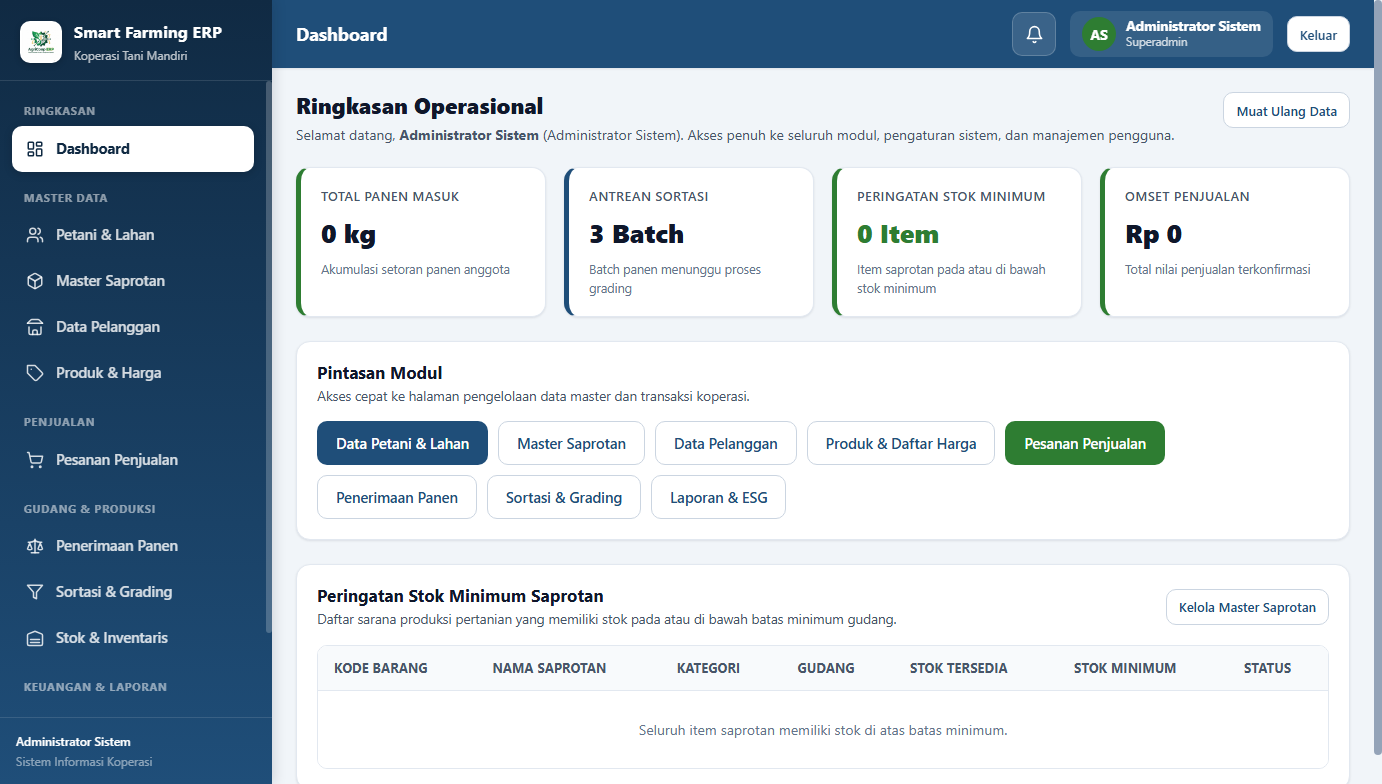 Smart Farming ERP
Koperasi Tani Mandiri
RINGKASAN
Dashboard
MASTER DATA
Petani & Lahan
Master Saprotan
Data Pelanggan
Produk & Harga
PENJUALAN
Pesanan Penjualan
GUDANG & PRODUKSI
Penerimaan Panen
Sortasi & Grading
Stok & Inventaris
KEUANGAN & LAPORAN
Administrator Sistem
Sistem Informasi Koperasi
Dashboard
AS
Administrator Sistem
Superadmin
Keluar
Ringkasan Operasional
Selamat datang, Administrator Sistem (Administrator Sistem). Akses penuh ke seluruh modul, pengaturan sistem, dan manajemen pengguna.
Muat Ulang Data
TOTAL PANEN MASUK
0 kg
Akumulasi setoran panen anggota
ANTREAN SORTASI
3 Batch
Batch panen menunggu proses
grading
PERINGATAN STOK MINIMUM
0 Item
Item saprotan pada atau di bawah
stok minimum
OMSET PENJUALAN
Rp 0
Total nilai penjualan terkonfirmasi
Pintasan Modul
Akses cepat ke halaman pengelolaan data master dan transaksi koperasi.
Data Petani & Lahan
Master Saprotan
Data Pelanggan
Produk & Daftar Harga
Pesanan Penjualan
Penerimaan Panen
Sortasi & Grading
Laporan & ESG
Peringatan Stok Minimum Saprotan
Daftar sarana produksi pertanian yang memiliki stok pada atau di bawah batas minimum gudang.
Kelola Master Saprotan
KODE BARANG NAMA SAPROTAN KATEGORI GUDANG STOK TERSEDIA STOK MINIMUM STATUS
Seluruh item saprotan memiliki stok di atas batas minimum.